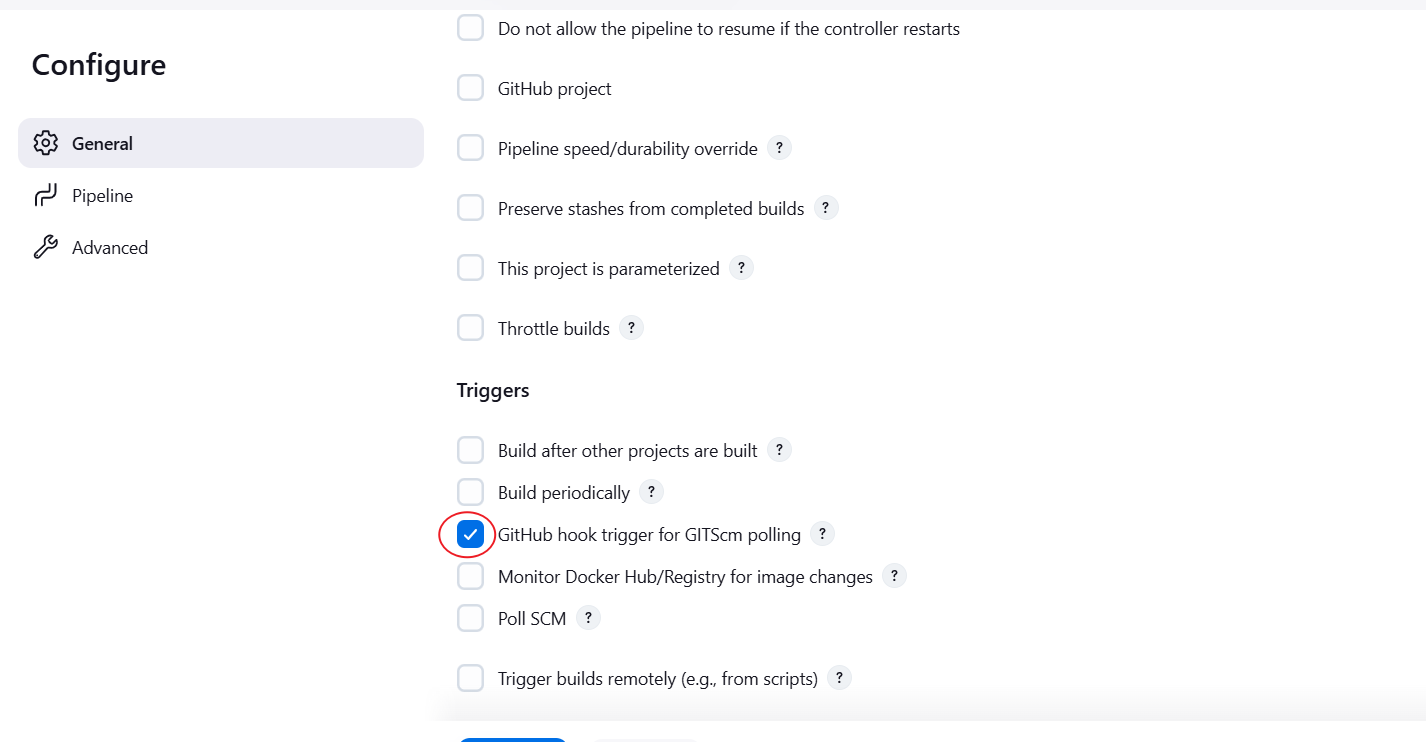 Configure
General
Pipeline
Advanced
Do not allow the pipeline to resume if the controller restarts
GitHub project
Pipeline speed/durability override ?
Preserve stashes from completed builds ?
This project is parameterized ?
Throttle builds ?
Triggers
Build after other projects are built ?
Build periodically ?
GitHub hook trigger for GITScm polling ?
Monitor Docker Hub/Registry for image changes ?
Poll SCM ?
Trigger builds remotely (e.g., from scripts) ?